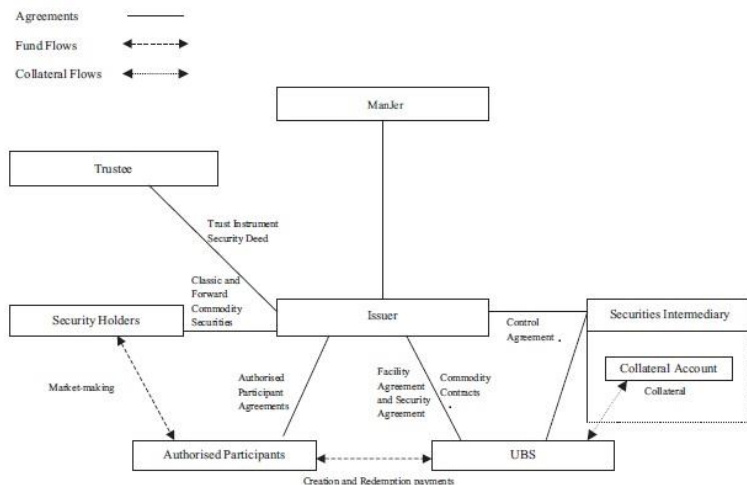 Agreements
Fund Flows
Collateral Flows
ManJer
Trustee
Trust Instrument
Security Deed
Classic and
Forward
Commodity
Securities
Security Holders
Issuer
Securities Intermediary
Control
Agreement
Collateral Account
Collateral
Market-making
Authorised
Participant
Agreements
Facility
Agreement
and Security
Agreement
Commodity
Contracts
Authorised Participants
UBS
Creation and Redemption payments